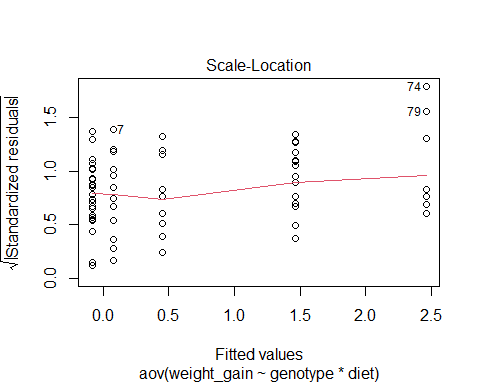 Scale-Location
√|Standardized residuals|
0.0
0.5
1.0
1.5
74
79
7
0.0 0.5 1.0 1.5 2.0 2.5
Fitted values
aov(weight_gain ~ genotype * diet)